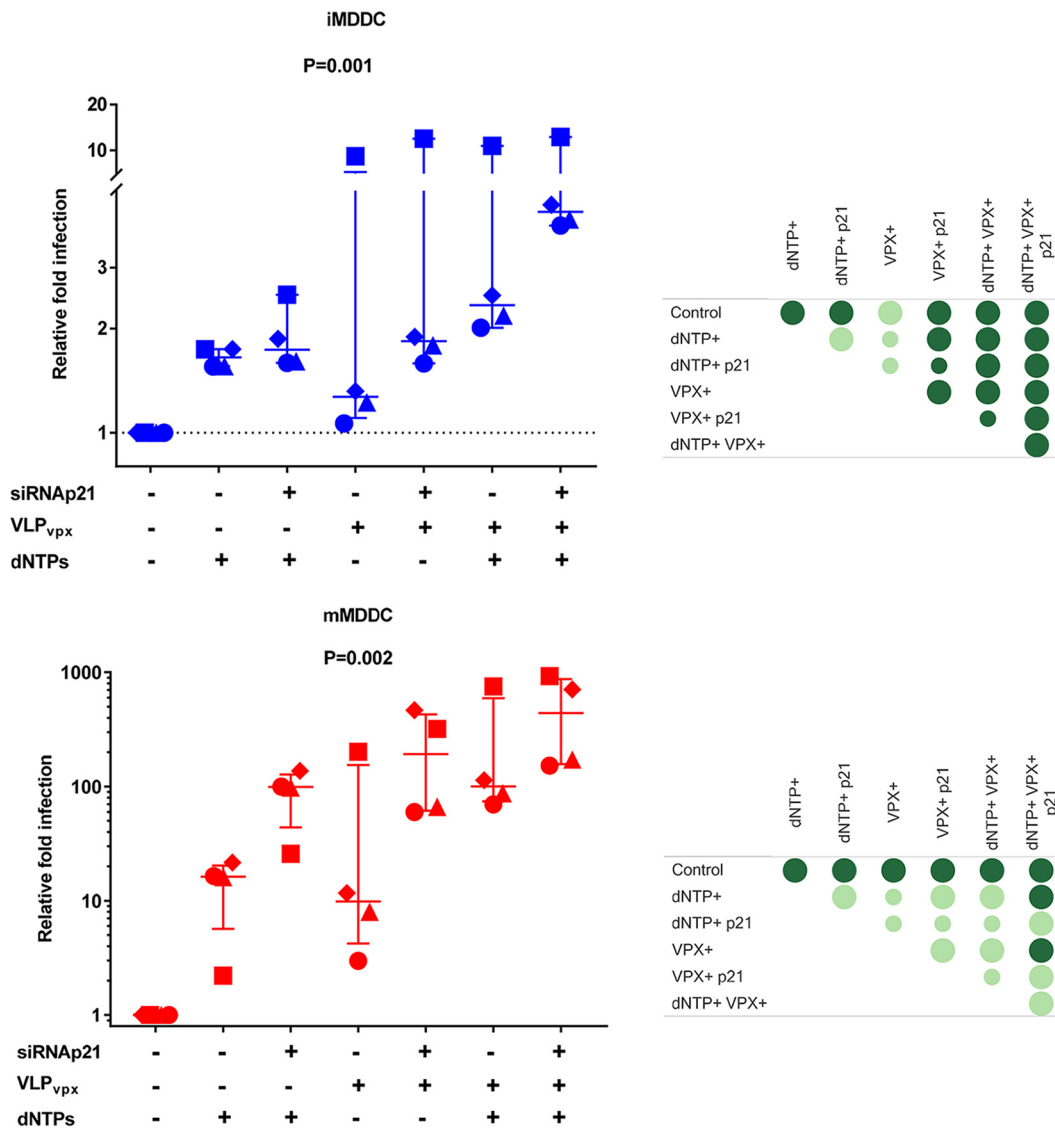 iMDDC
P=0.001
Relative fold infection
20
10
3
2
1
siRNAp21 - - + - + - +
VLPvpx - - - + + + +
dNTPs - + + - - + +
dNTP+
dNTP+ p21
VPX+
VPX+ p21
dNTP+ VPX+
dNTP+ VPX+
p21
Control
dNTP+
dNTP+ p21
VPX+
VPX+ p21
dNTP+ VPX+
mMDDC
P=0.002
Relative fold infection
1000
100
10
1
siRNAp21 - - + - + - +
VLPvpx - - - + + + +
dNTPs - + + - - + +
dNTP+
dNTP+ p21
VPX+
VPX+ p21
dNTP+ VPX+
dNTP+ VPX+
p21
Control
dNTP+
dNTP+ p21
VPX+
VPX+ p21
dNTP+ VPX+